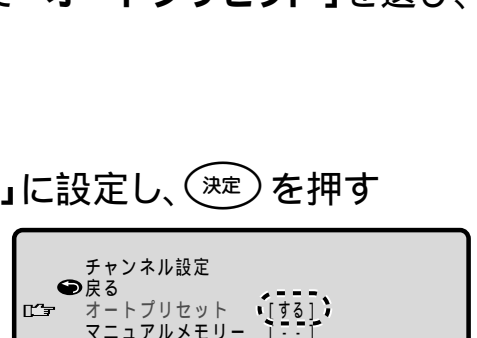 オートプリセット」を選び、
」に設定し、決定を押す
チャンネル設定
戻る
オートプリセット [する]
マニュアルメモリー [--]